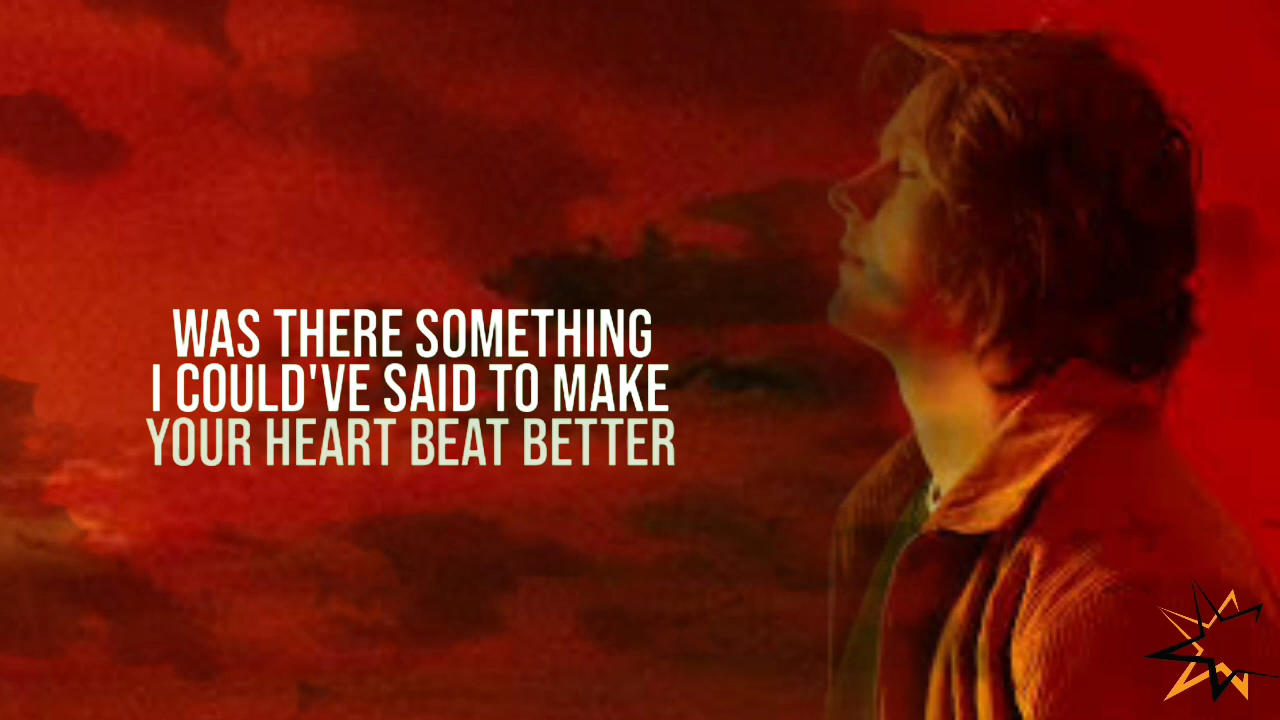 WAS THERE SOMETHING
I COULD'VE SAID TO MAKE
YOUR HEART BEAT BETTER